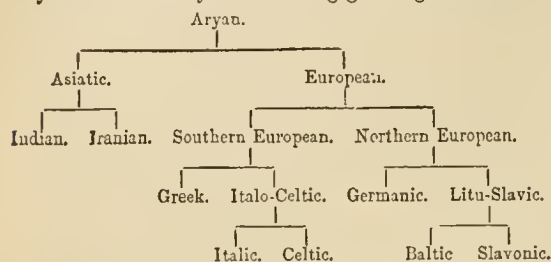 Aryan.
Asiatic. European.
Indian. Iranian. Southern European. Northern European.
Greek. Italo-Celtic. Germanic. Litu-Slavic.
Italic. Celtic. Baltic Slavonic.